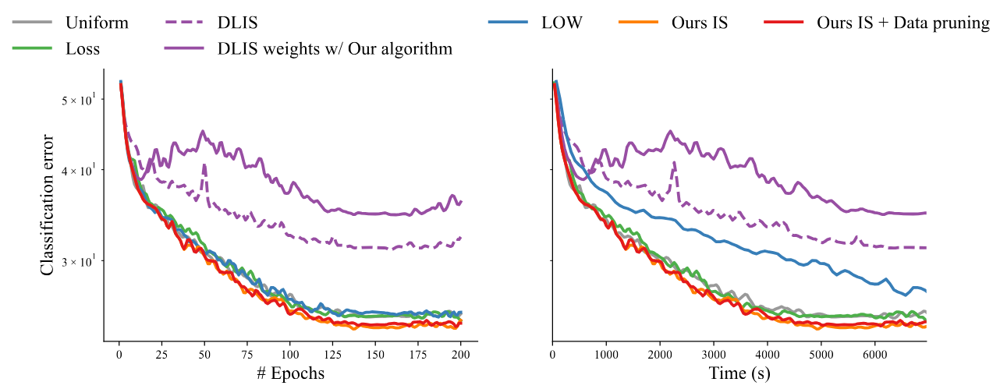 Uniform DLIS LOW Ours IS Ours IS + Data pruning
Loss DLIS weights w/ Our algorithm
Classification error
5 × 10¹
4 × 10¹
3 × 10¹
0 25 50 75 100 125 150 175 200
# Epochs
0 1000 2000 3000 4000 5000 6000
Time (s)